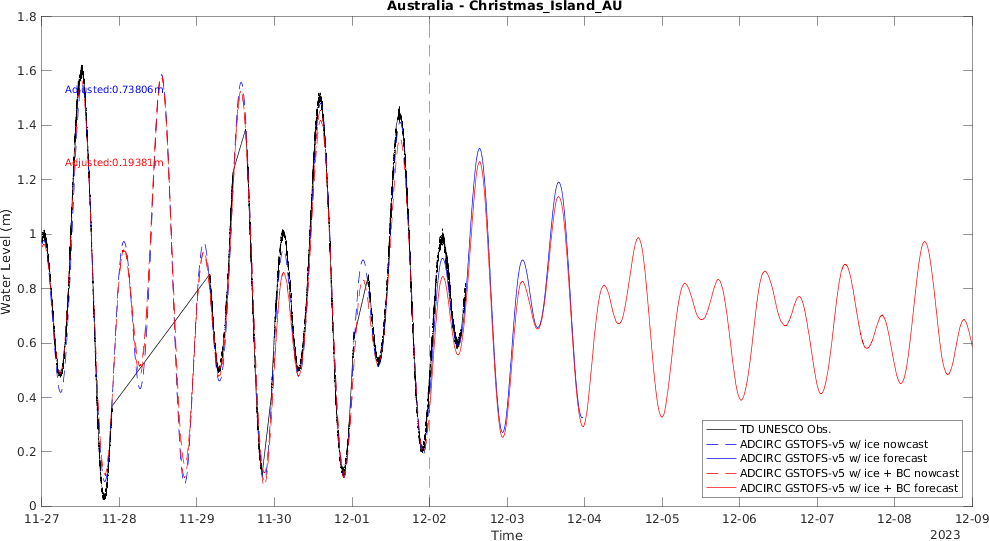 Australia - Christmas_Island_AU
Water Level (m)
1.8
1.6
1.4
1.2
1
0.8
0.6
0.4
0.2
0
Adjusted:0.73806m
Adjusted:0.19381m
TD UNESCO Obs.
ADCIRC GSTOFS-v5 w/ ice nowcast
ADCIRC GSTOFS-v5 w/ ice forecast
ADCIRC GSTOFS-v5 w/ ice + BC nowcast
ADCIRC GSTOFS-v5 w/ ice + BC forecast
11-27 11-28 11-29 11-30 12-01 12-02 12-03 12-04 12-05 12-06 12-07 12-08 12-09
Time
2023